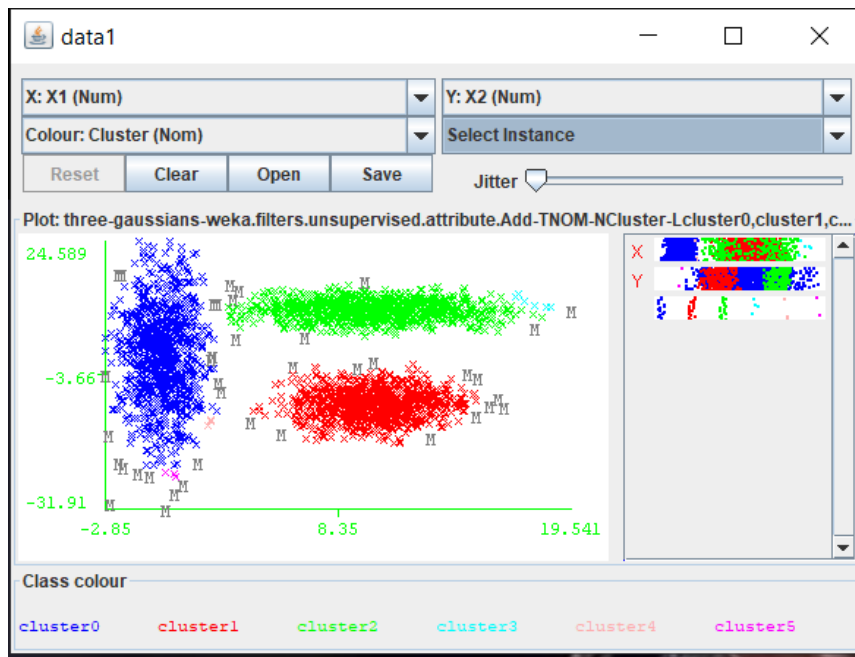 data1
X: X1 (Num) Y: X2 (Num)
Colour: Cluster (Nom) Select Instance
Reset Clear Open Save Jitter
Plot: three-gaussians-weka.filters.unsupervised.attribute.Add-TNOM-NCluster-Lcluster0,cluster1,c...
24.589
-3.66
-31.91
-2.85 8.35 19.541
X
Y
Class colour
cluster0 cluster1 cluster2 cluster3 cluster4 cluster5